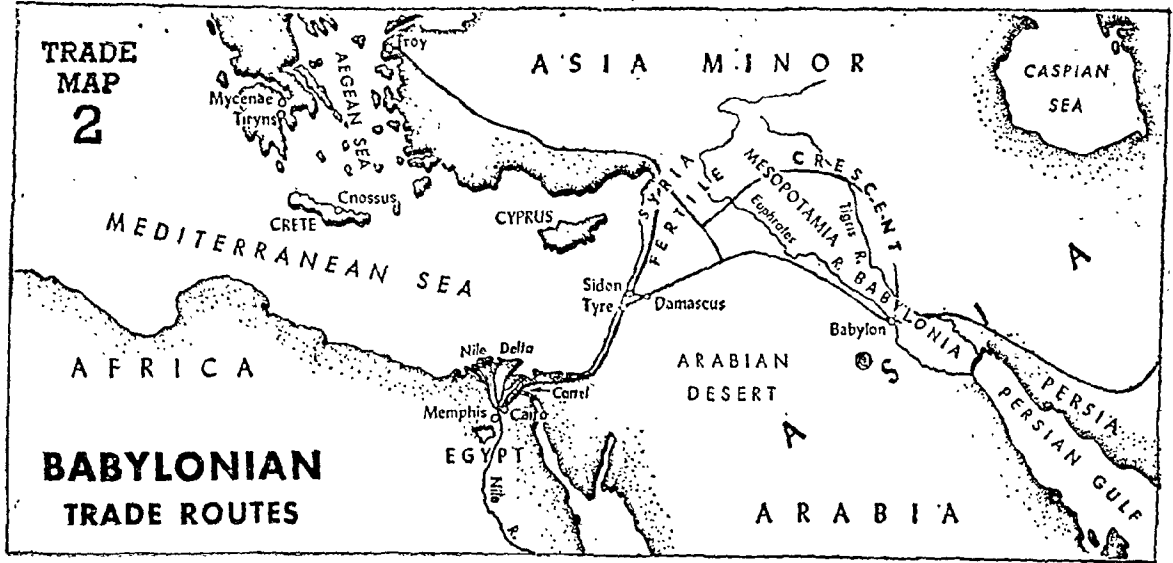 TRADE
MAP
2
Troy
AEGEAN SEA
Mycenae
Tiryns
Cnossus
CRETE
MEDITERRANEAN SEA
ASIA MINOR
CASPIAN
SEA
CYPRUS
SYRIA
FERTILE CRESCENT
MESOPOTAMIA
Euphrates R.
Tigris R.
BABYLONIA
Sidon
Tyre
Damascus
Babylon
ASIA
PERSIA
PERSIAN GULF
ARABIAN
DESERT
ARABIA
AFRICA
Nile Delta
Canal
Memphis
Cairo
EGYPT
Nile R.
BABYLONIAN
TRADE ROUTES